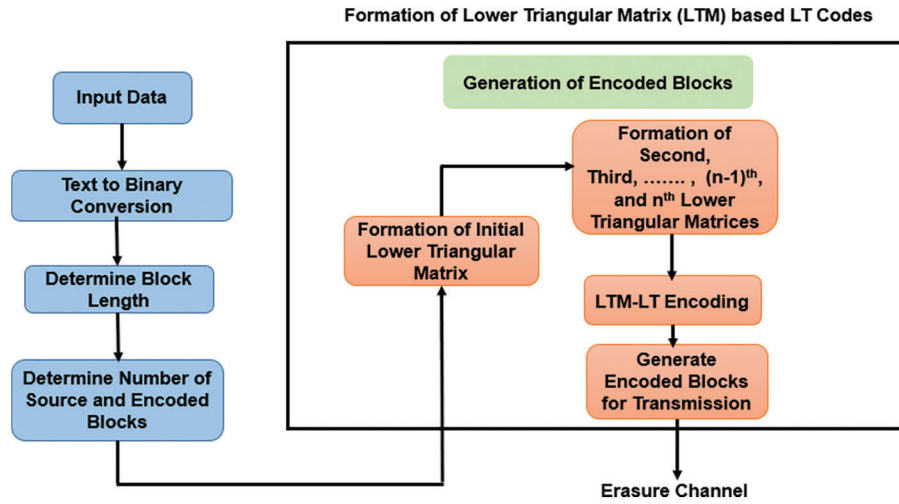 Formation of Lower Triangular Matrix (LTM) based LT Codes
Input Data
Text to Binary
Conversion
Determine Block
Length
Determine Number of
Source and Encoded
Blocks
Generation of Encoded Blocks
Formation of Initial
Lower Triangular
Matrix
Formation of
Second,
Third, ……. , (n-1)th,
and nth Lower
Triangular Matrices
LTM-LT Encoding
Generate
Encoded Blocks
for Transmission
Erasure Channel